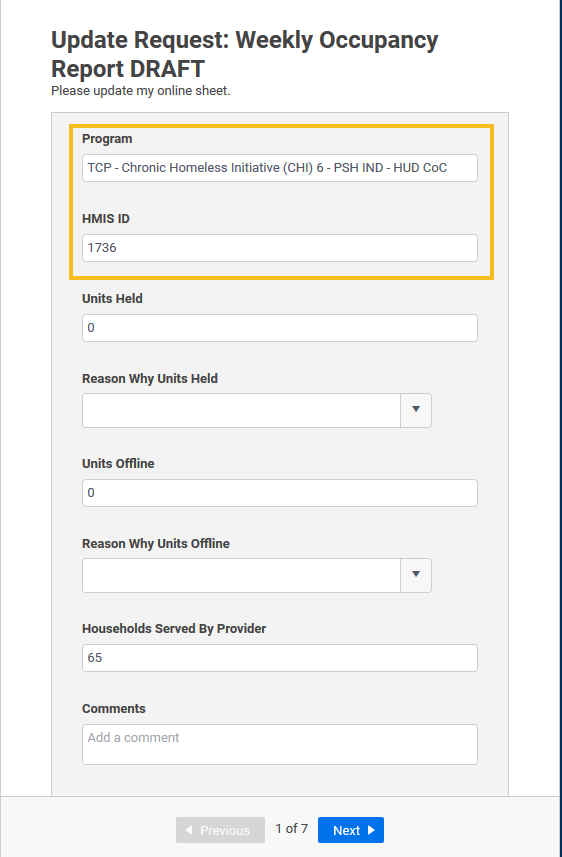 Update Request: Weekly Occupancy
Report DRAFT
Please update my online sheet.
Program
TCP - Chronic Homeless Initiative (CHI) 6 - PSH IND - HUD CoC
HMIS ID
1736
Units Held
0
Reason Why Units Held
Units Offline
0
Reason Why Units Offline
Households Served By Provider
65
Comments
Add a comment
Previous 1 of 7 Next